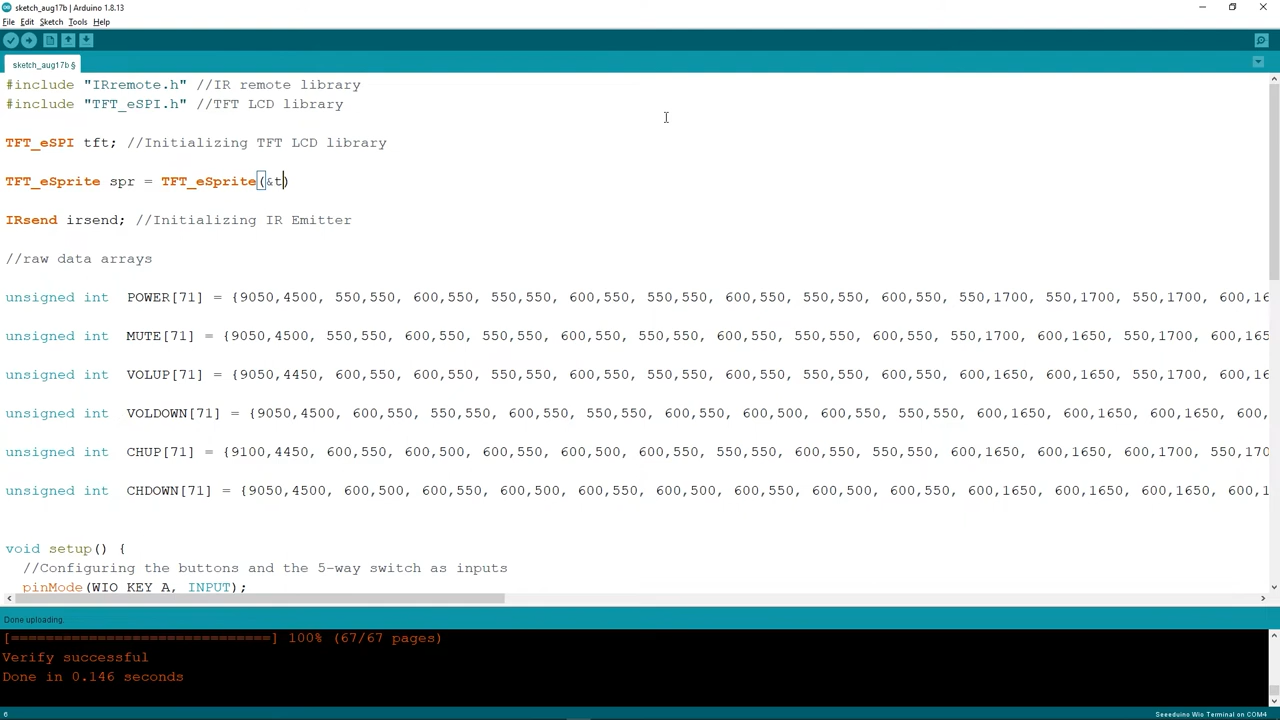 sketch_aug17b | Arduino 1.8.13
File Edit Sketch Tools Help
sketch_aug17b §
#include "IRremote.h" //IR remote library
#include "TFT_eSPI.h" //TFT LCD library
TFT_eSPI tft; //Initializing TFT LCD library
TFT_eSprite spr = TFT_eSprite(&t)
IRsend irsend; //Initializing IR Emitter
//raw data arrays
unsigned int POWER[71] = {9050,4500, 550,550, 600,550, 550,550, 600,550, 550,550, 600,550, 550,550, 600,550, 550,1700, 550,1700, 550,1700, 600,16
unsigned int MUTE[71] = {9050,4500, 550,550, 600,550, 550,550, 600,550, 550,550, 600,550, 550,550, 600,550, 550,1700, 600,1650, 550,1700, 600,165
unsigned int VOLUP[71] = {9050,4450, 600,550, 600,550, 550,550, 600,550, 550,550, 600,550, 550,550, 600,550, 600,1650, 600,1650, 550,1700, 600,16
unsigned int VOLDOWN[71] = {9050,4500, 600,550, 550,550, 600,550, 550,550, 600,550, 600,500, 600,550, 550,550, 600,1650, 600,1650, 600,1650, 600,
unsigned int CHUP[71] = {9100,4450, 600,550, 600,500, 600,550, 600,500, 600,550, 550,550, 600,550, 550,550, 600,1650, 600,1650, 600,1700, 550,170
unsigned int CHDOWN[71] = {9050,4500, 600,500, 600,550, 600,500, 600,550, 600,500, 600,550, 600,500, 600,550, 600,1650, 600,1650, 600,1650, 600,1
void setup() {
//Configuring the buttons and the 5-way switch as inputs
pinMode(WIO_KEY_A, INPUT);
Done uploading.
[=============================] 100% (67/67 pages)
Verify successful
Done in 0.146 seconds
6 Seeeduino Wio Terminal on COM4